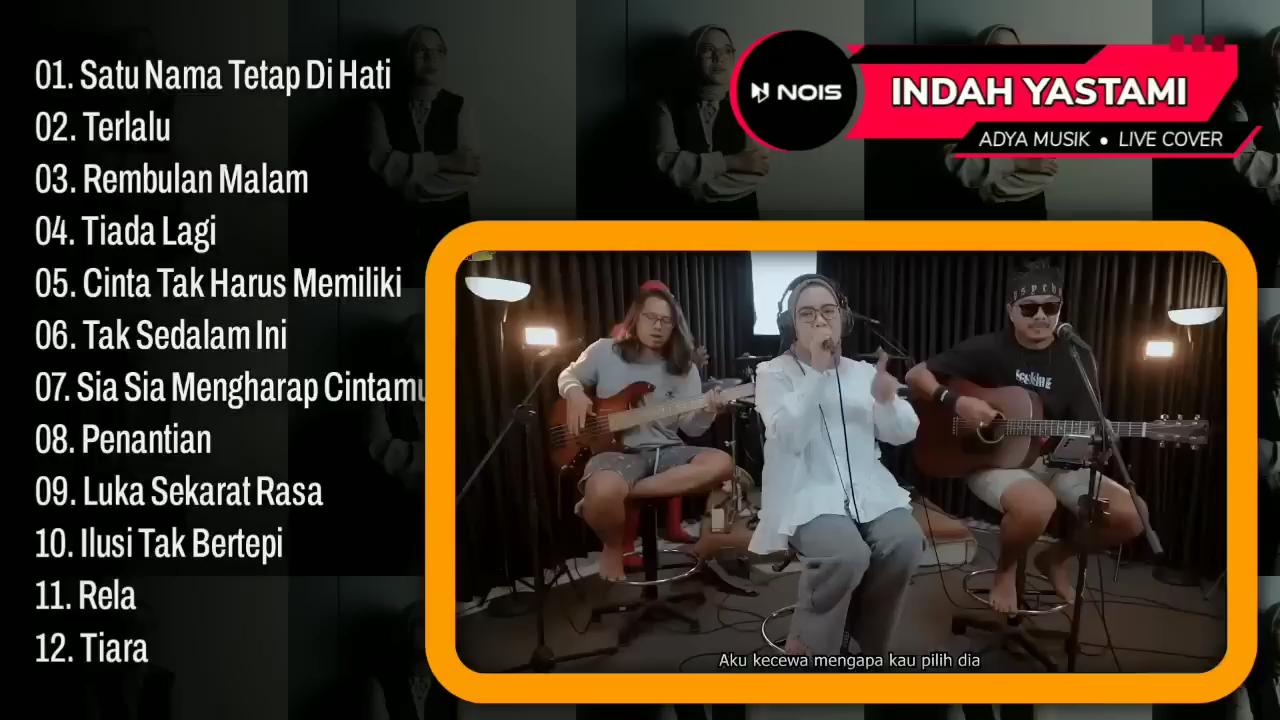 01. Satu Nama Tetap Di Hati
02. Terlalu
03. Rembulan Malam
04. Tiada Lagi
05. Cinta Tak Harus Memiliki
06. Tak Sedalam Ini
07. Sia Sia Mengharap Cintamu
08. Penantian
09. Luka Sekarat Rasa
10. Ilusi Tak Bertepi
11. Rela
12. Tiara
NOIS
INDAH YASTAMI
ADYA MUSIK • LIVE COVER
psych
Aku kecewa mengapa kau pilih dia